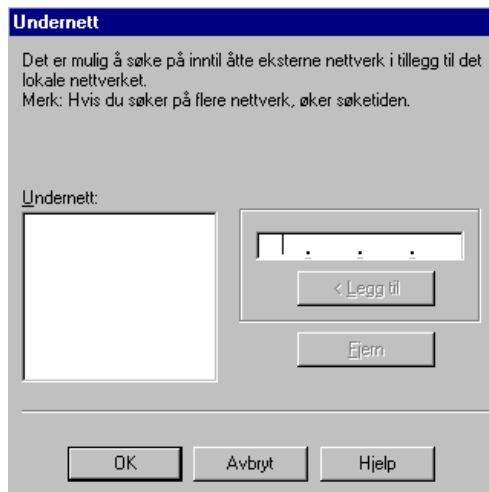 Undernett
Det er mulig å søke på inntil åtte eksterne nettverk i tillegg til det
lokale nettverket.
Merk: Hvis du søker på flere nettverk, øker søketiden.
Undernett:
. . .
< Legg til
Fjern
OK Avbryt Hjelp